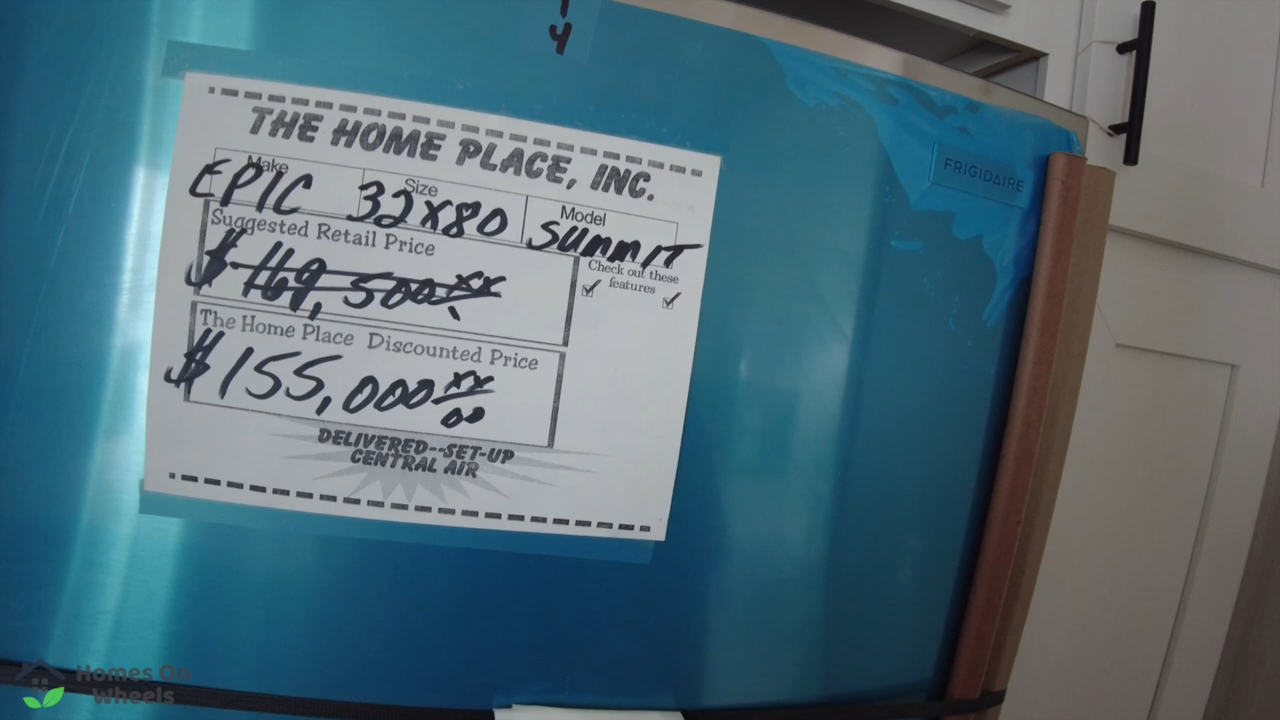 4
THE HOME PLACE, INC.
Make Size Model
EPIC 32X80 SUMMIT
Suggested Retail Price
$169,500 xx
Check out these
features
The Home Place Discounted Price
$155,000 xx/00
DELIVERED--SET-UP
CENTRAL AIR
FRIGIDAIRE
Homes On
Wheels